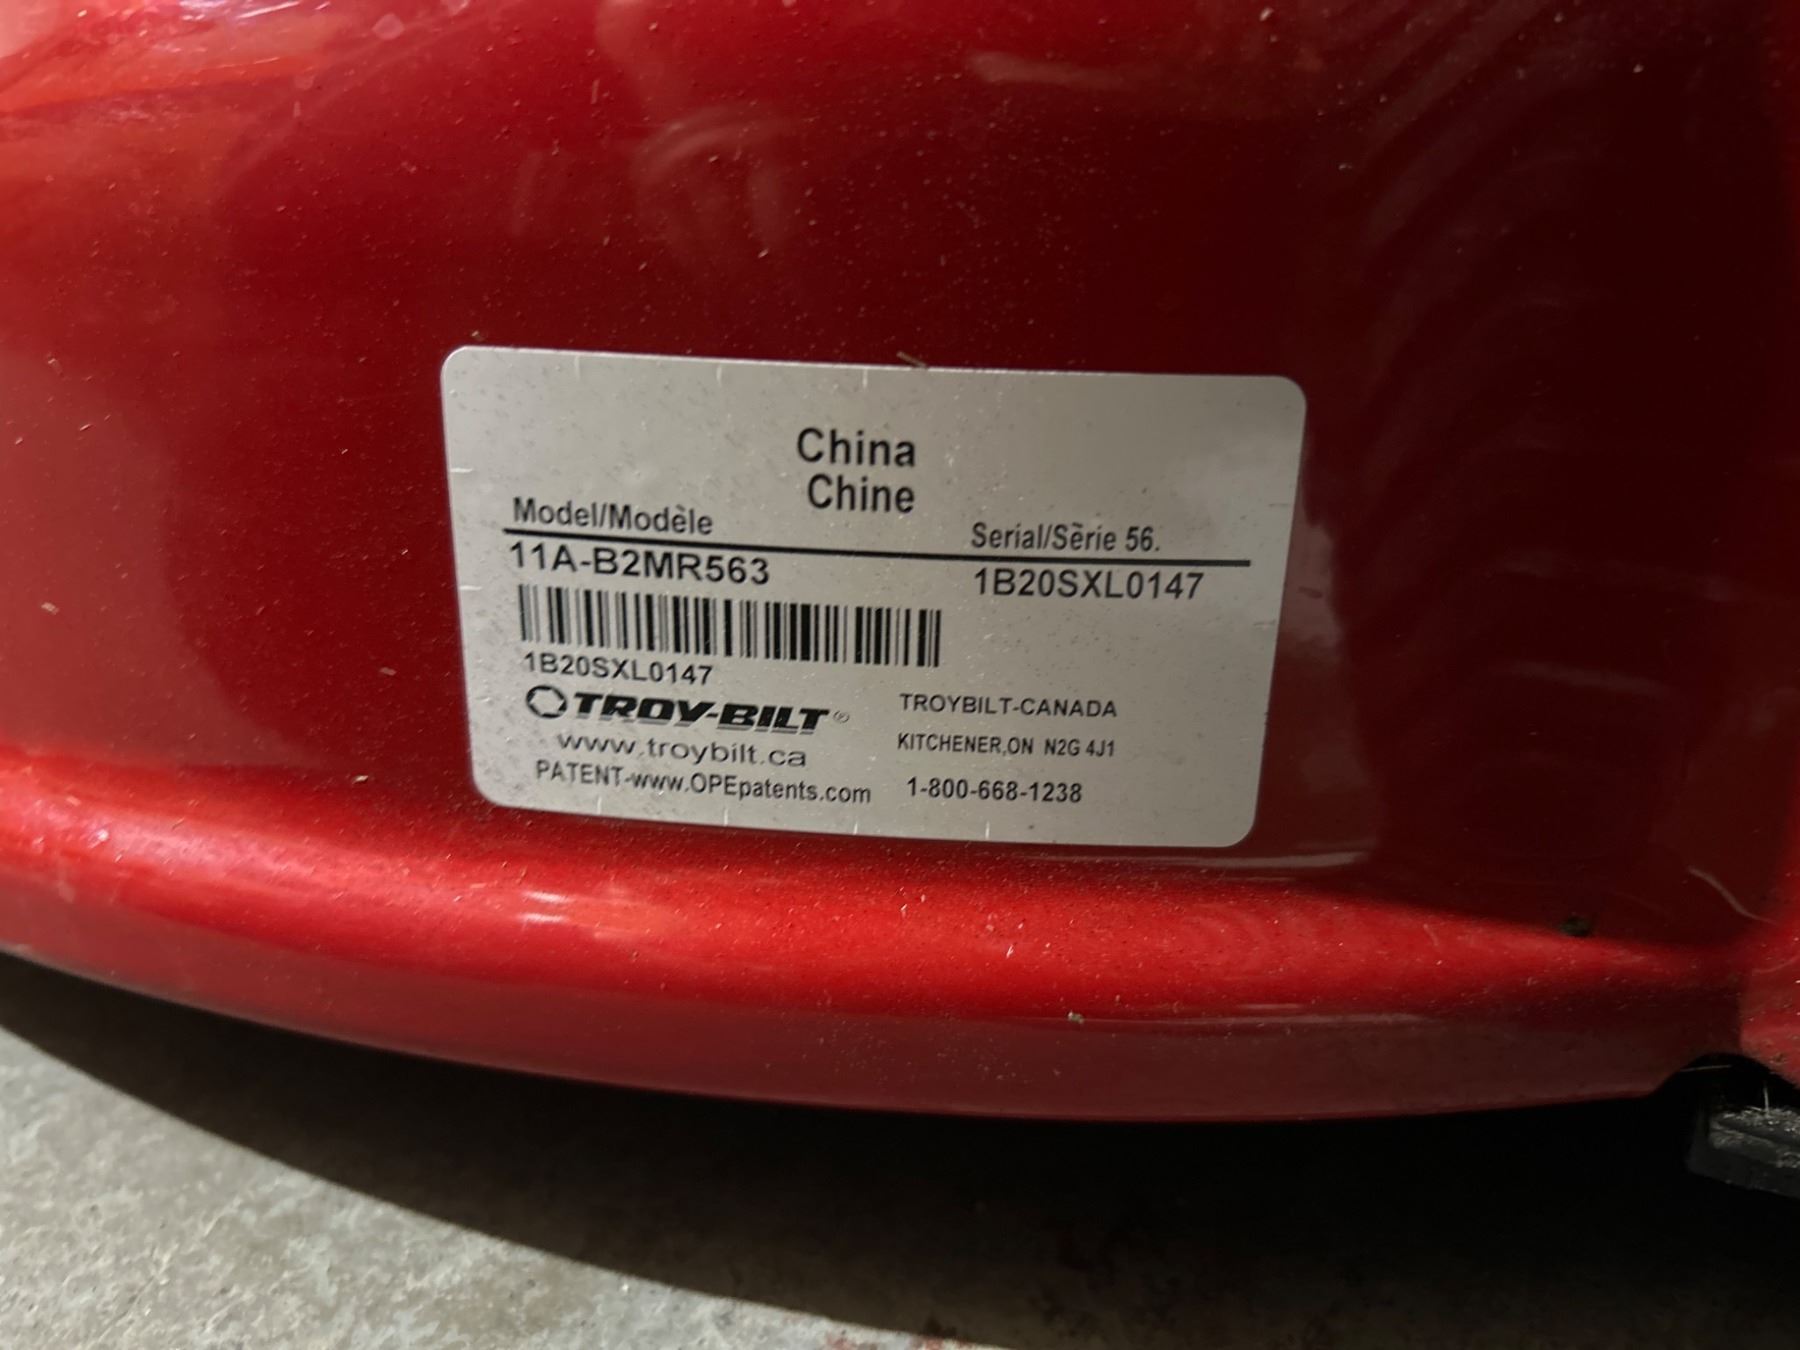 China
Chine
Model/Modèle
Serial/Sērie 56.
11A-B2MR563
1B20SXL0147
1B20SXL0147
TROY-BILT®
TROYBILT-CANADA
www.troybilt.ca
KITCHENER,ON N2G 4J1
PATENT-www.OPEpatents.com
1-800-668-1238